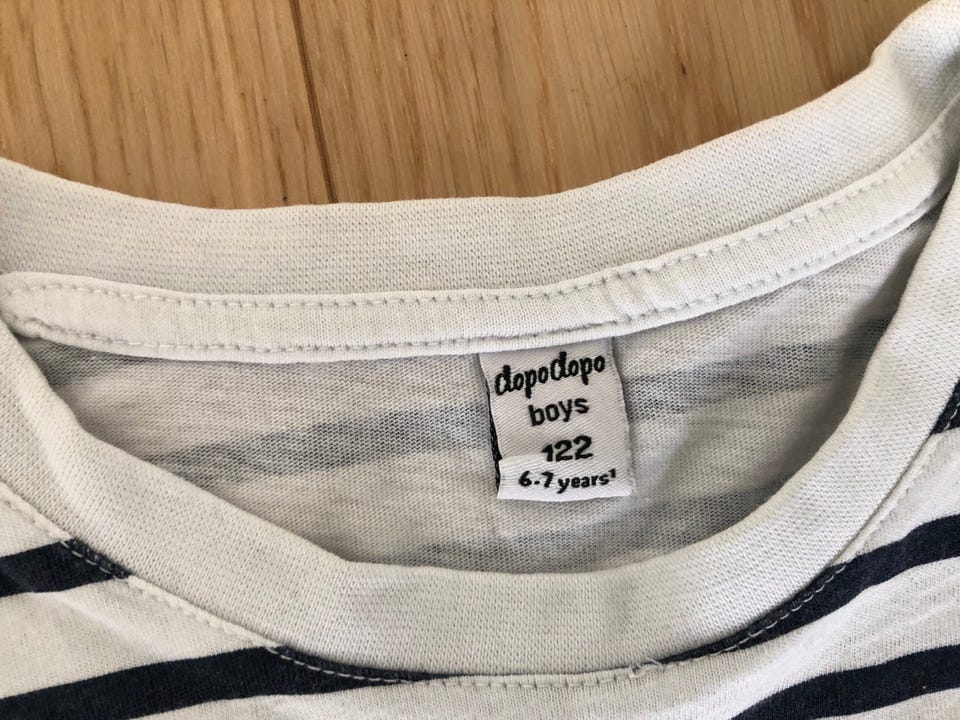 dopodopo
boys
122
6-7 years¹